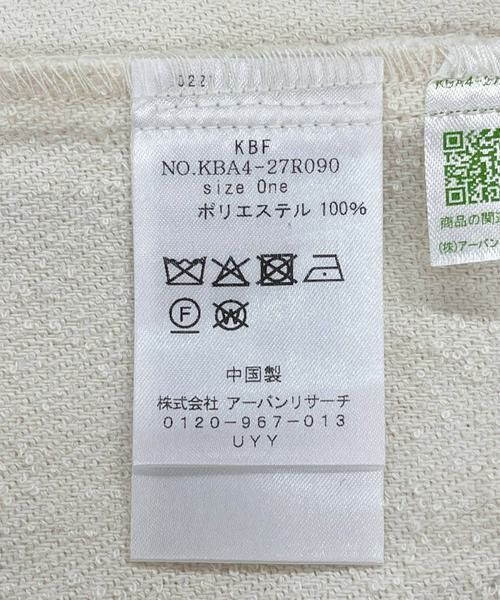 022
KBF
NO.KBA4-27R090
size One
ポリエステル 100%
F W
中国製
株式会社 アーバンリサーチ
0120-967-013
UYY
KBA4-27
商品の関連
(株)アーバン